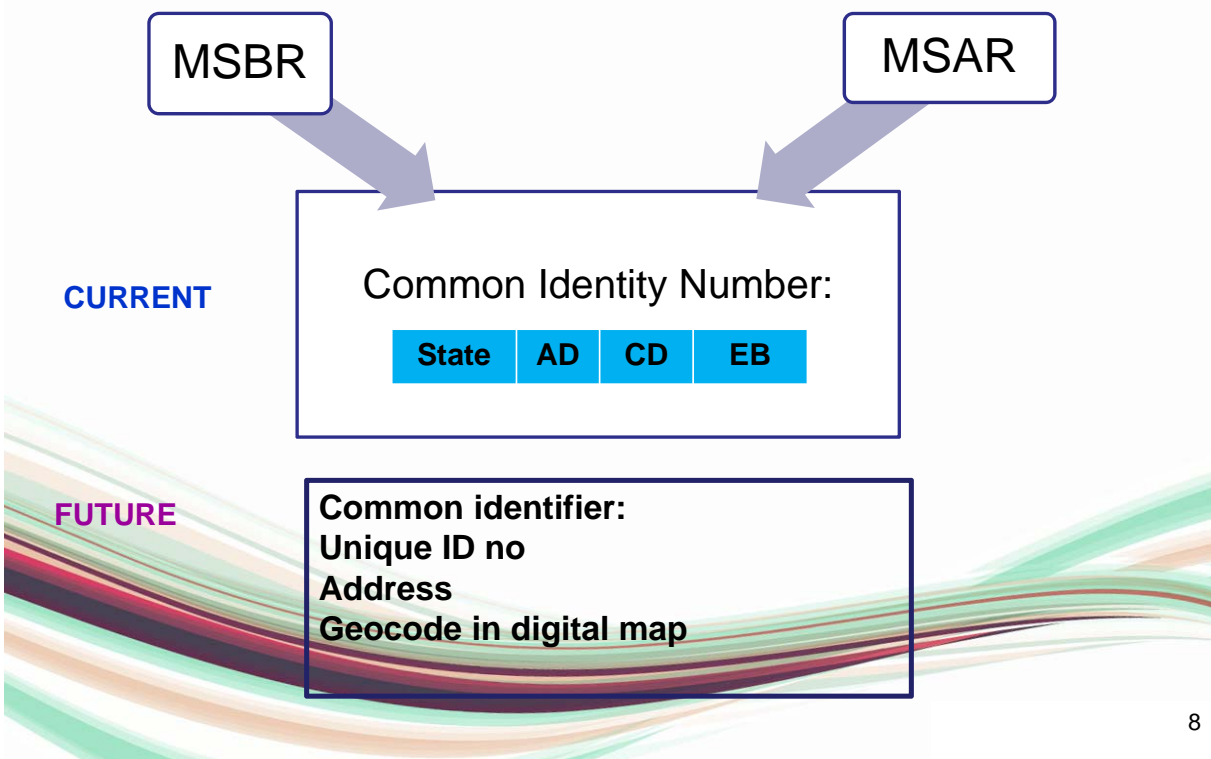 MSBR
MSAR
CURRENT
Common Identity Number:
State AD CD EB
FUTURE
Common identifier:
Unique ID no
Address
Geocode in digital map
8